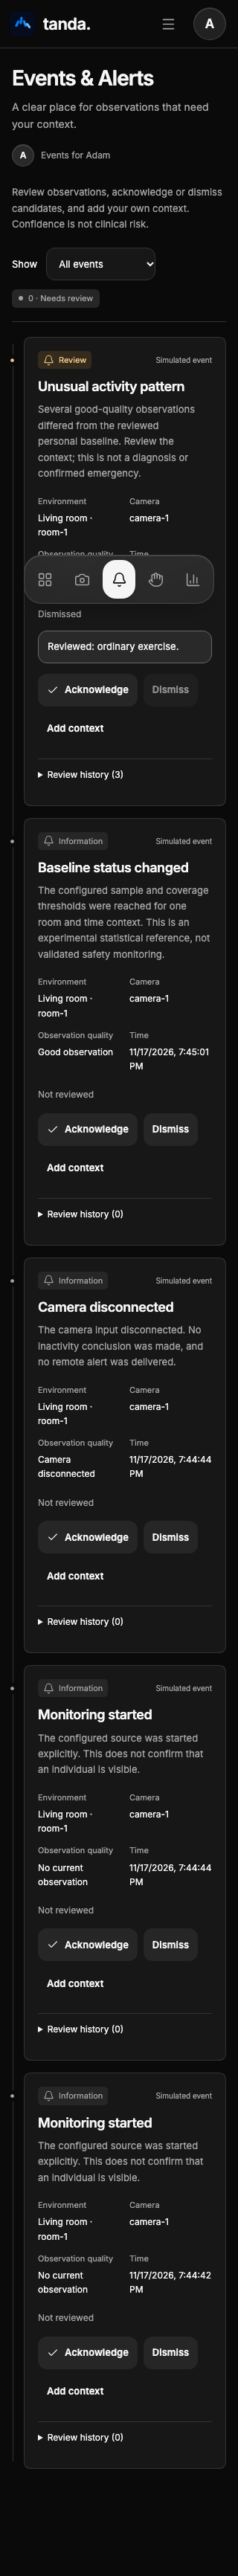 tanda.
A
Events & Alerts
A clear place for observations that need
your context.
A Events for Adam
Review observations, acknowledge or dismiss
candidates, and add your own context.
Confidence is not clinical risk.
Show All events
0 · Needs review
Review Simulated event
Unusual activity pattern
Several good-quality observations
differed from the reviewed
personal baseline. Review the
context; this is not a diagnosis or
confirmed emergency.
Environment Camera
Living room · camera-1
room-1
Observation quality Time
Dismissed
Reviewed: ordinary exercise.
Acknowledge Dismiss
Add context
Review history (3)
Information Simulated event
Baseline status changed
The configured sample and coverage
thresholds were reached for one
room and time context. This is an
experimental statistical reference, not
validated safety monitoring.
Environment Camera
Living room · camera-1
room-1
Observation quality Time
Good observation 11/17/2026, 7:45:01
PM
Not reviewed
Acknowledge Dismiss
Add context
Review history (0)
Information Simulated event
Camera disconnected
The camera input disconnected. No
inactivity conclusion was made, and
no remote alert was delivered.
Environment Camera
Living room · camera-1
room-1
Observation quality Time
Camera 11/17/2026, 7:44:44
disconnected PM
Not reviewed
Acknowledge Dismiss
Add context
Review history (0)
Information Simulated event
Monitoring started
The configured source was started
explicitly. This does not confirm that
an individual is visible.
Environment Camera
Living room · camera-1
room-1
Observation quality Time
No current 11/17/2026, 7:44:44
observation PM
Not reviewed
Acknowledge Dismiss
Add context
Review history (0)
Information Simulated event
Monitoring started
The configured source was started
explicitly. This does not confirm that
an individual is visible.
Environment Camera
Living room · camera-1
room-1
Observation quality Time
No current 11/17/2026, 7:44:42
observation PM
Not reviewed
Acknowledge Dismiss
Add context
Review history (0)